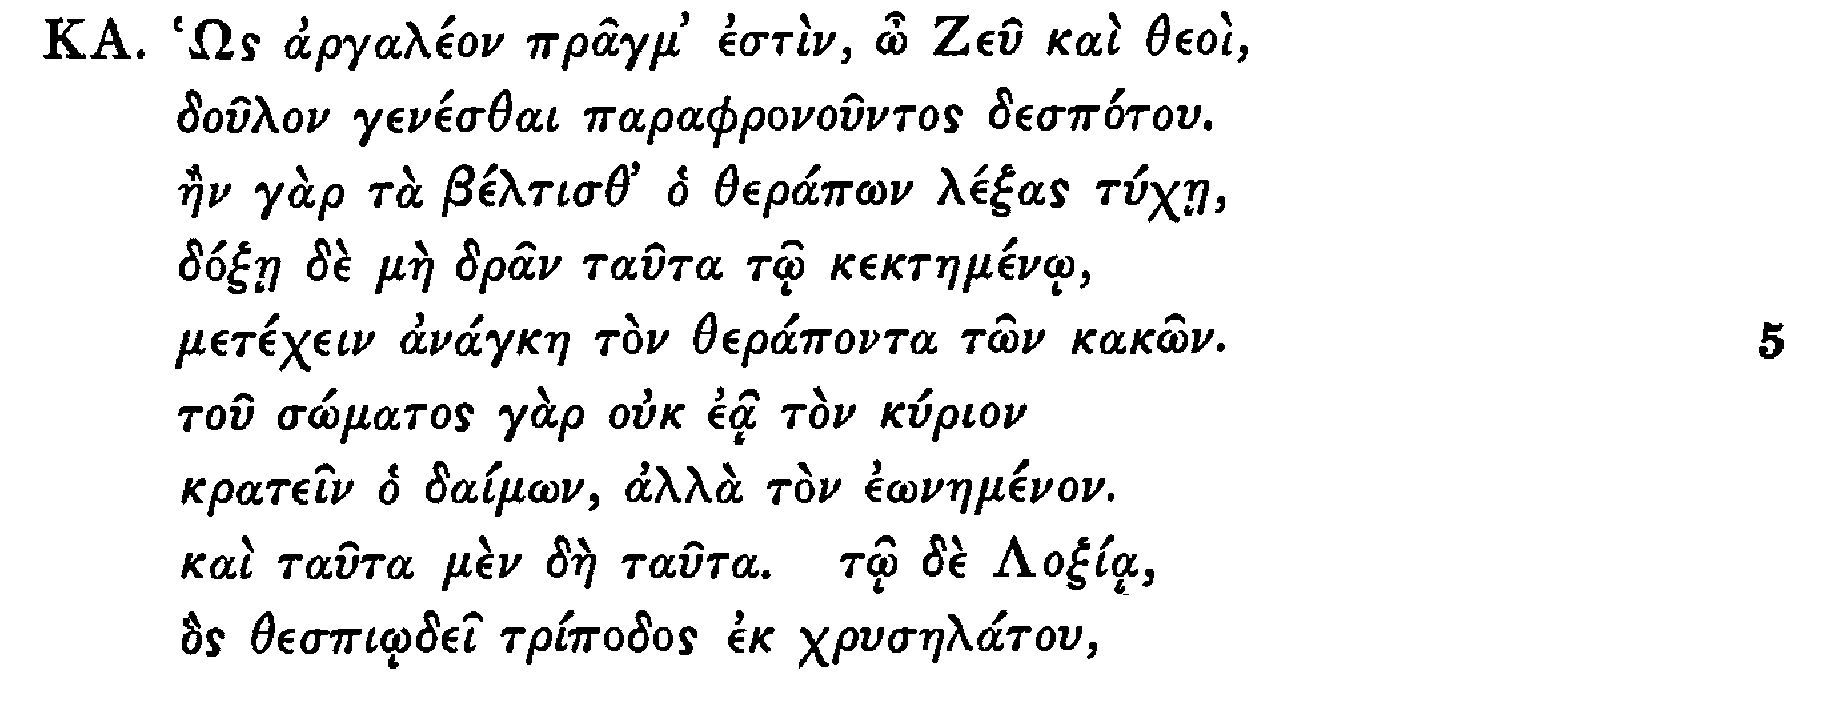 ΚΑ. Ὡς ἀργαλέον πρᾶγμ’ ἐστὶν, ὦ Ζεῦ καὶ θεοὶ,
δοῦλον γενέσθαι παραφρονοῦντος δεσπότου.
ἢν γὰρ τὰ βέλτισθ’ ὁ θεράπων λέξας τύχῃ,
δόξῃ δὲ μὴ δρᾶν ταῦτα τῷ κεκτημένῳ,
μετέχειν ἀνάγκη τὸν θεράποντα τῶν κακῶν. 5
τοῦ σώματος γὰρ οὐκ ἐᾷ τὸν κύριον
κρατεῖν ὁ δαίμων, ἀλλὰ τὸν ἐωνημένον.
καὶ ταῦτα μὲν δὴ ταῦτα. τῷ δὲ Λοξίᾳ,
ὃς θεσπιῳδεῖ τρίποδος ἐκ χρυσηλάτου,